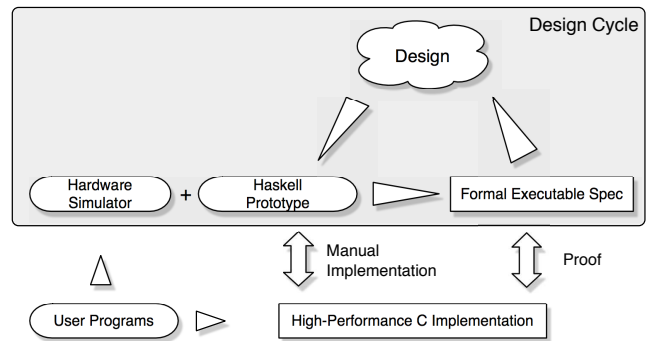 Design Cycle
Design
Hardware
Simulator
+
Haskell
Prototype
Formal Executable Spec
Manual
Implementation
Proof
User Programs
High-Performance C Implementation